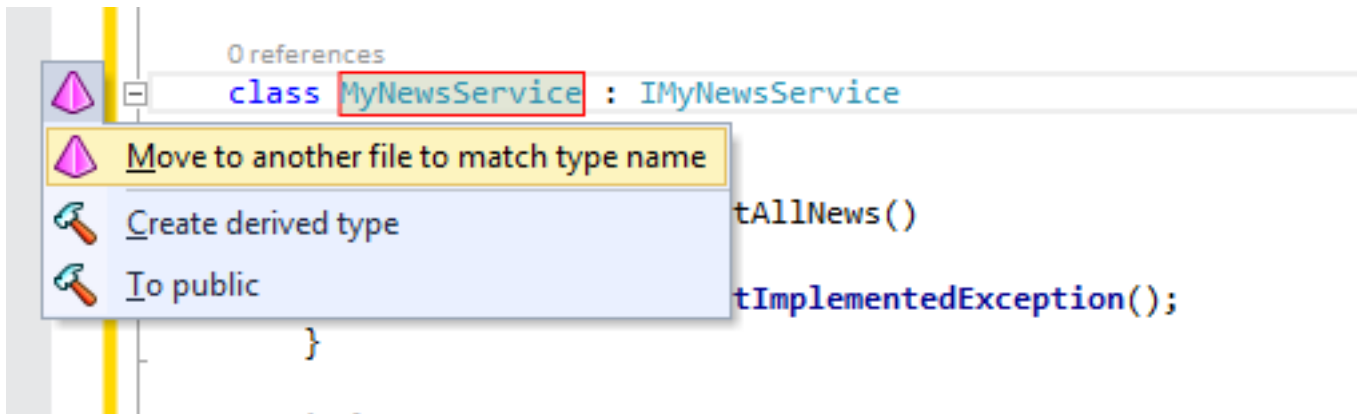 0 references
class MyNewsService : IMyNewsService
Move to another file to match type name
tAllNews()
Create derived type
To public
tImplementedException();
}